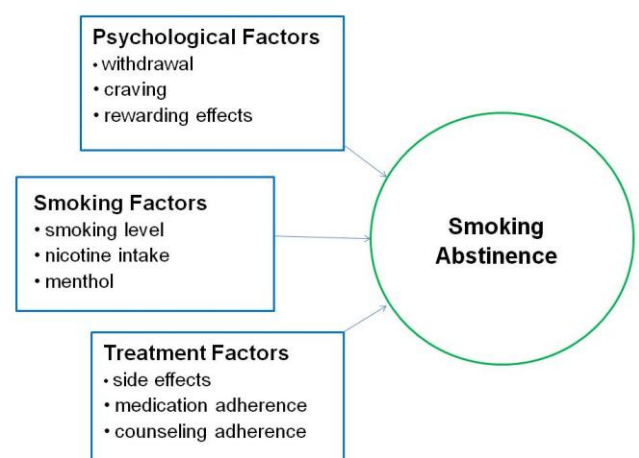 Psychological Factors
• withdrawal
• craving
• rewarding effects
Smoking Factors
• smoking level
• nicotine intake
• menthol
Treatment Factors
• side effects
• medication adherence
• counseling adherence
Smoking
Abstinence